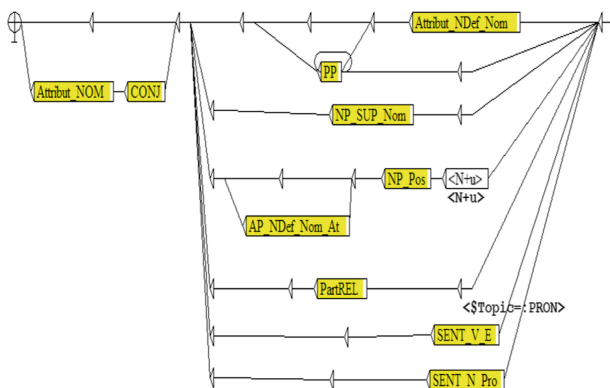 Attribut_NDef_Nom
PP
Attribut_NOM
CONJ
NP_SUP_Nom
NP_Pos
<N+u>
<N+u>
AP_NDef_Nom_At
PartREL
<$Topic=:PRON>
SENT_V_E
SENT_N_Pro